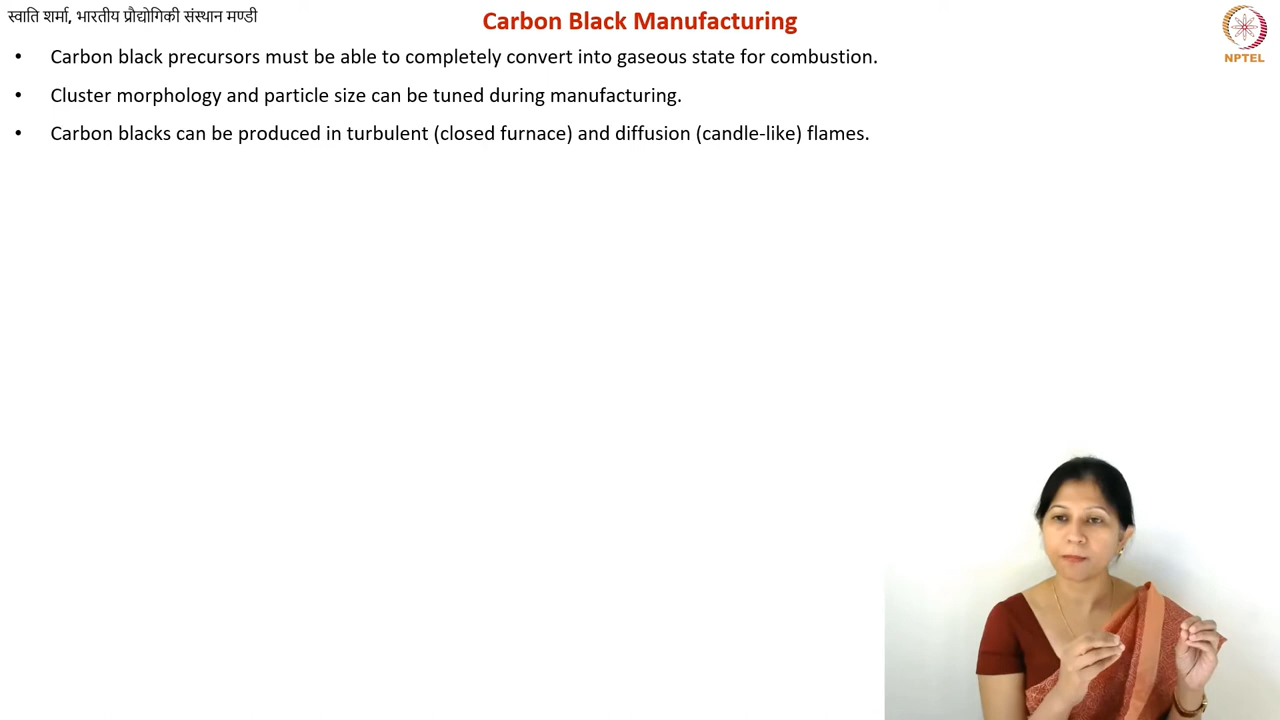 स्वाति शर्मा, भारतीय प्रौद्योगिकी संस्थान मण्डी
Carbon Black Manufacturing
NPTEL
• Carbon black precursors must be able to completely convert into gaseous state for combustion.
• Cluster morphology and particle size can be tuned during manufacturing.
• Carbon blacks can be produced in turbulent (closed furnace) and diffusion (candle-like) flames.